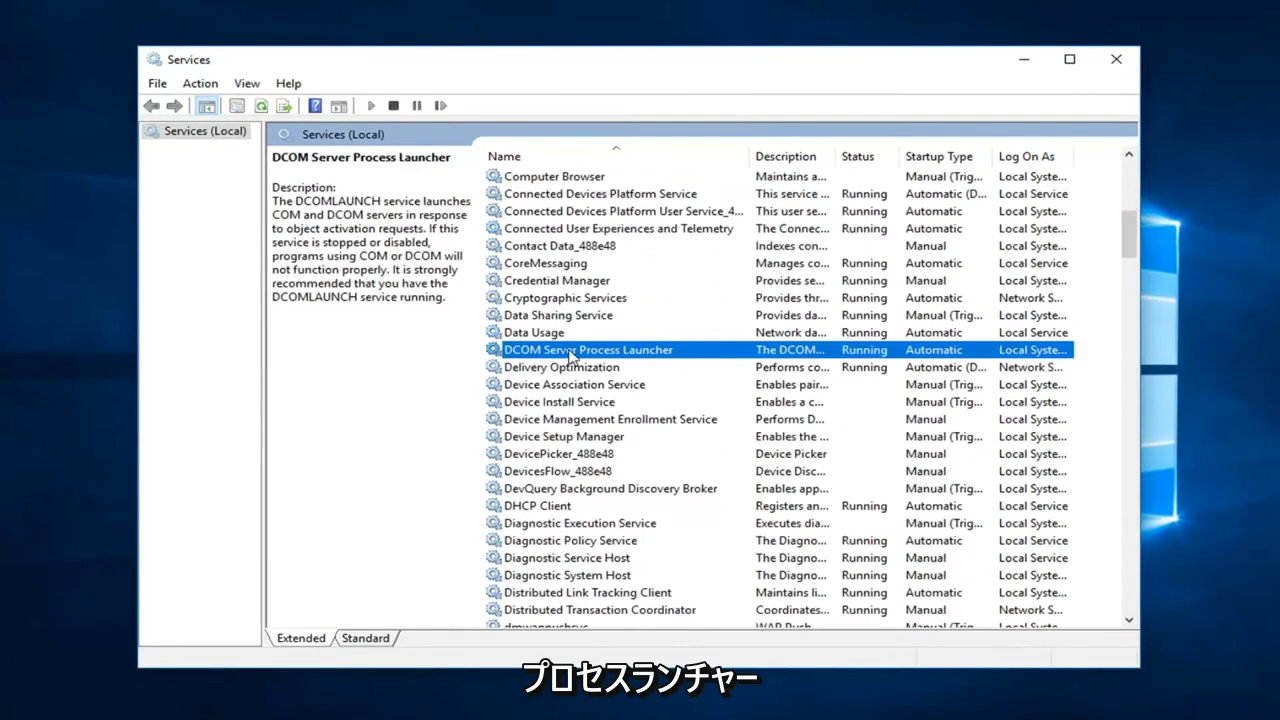 Services
File Action View Help
Services (Local)
Services (Local)
DCOM Server Process Launcher
Description:
The DCOMLAUNCH service launches
COM and DCOM servers in response
to object activation requests. If this
service is stopped or disabled,
programs using COM or DCOM will
not function properly. It is strongly
recommended that you have the
DCOMLAUNCH service running.
Name Description Status Startup Type Log On As
Computer Browser Maintains a... Manual (Trig... Local Syste...
Connected Devices Platform Service This service ... Running Automatic (D... Local Service
Connected Devices Platform User Service_4... This user se... Running Automatic Local Syste...
Connected User Experiences and Telemetry The Connec... Running Automatic Local Syste...
Contact Data_488e48 Indexes con... Manual Local Syste...
CoreMessaging Manages co... Running Automatic Local Service
Credential Manager Provides se... Running Manual Local Syste...
Cryptographic Services Provides thr... Running Automatic Network S...
Data Sharing Service Provides da... Running Manual (Trig... Local Syste...
Data Usage Network da... Running Automatic Local Service
DCOM Server Process Launcher The DCOM... Running Automatic Local Syste...
Delivery Optimization Performs co... Running Automatic (D... Network S...
Device Association Service Enables pair... Manual (Trig... Local Syste...
Device Install Service Enables a c... Manual (Trig... Local Syste...
Device Management Enrollment Service Performs D... Manual Local Syste...
Device Setup Manager Enables the ... Manual (Trig... Local Syste...
DevicePicker_488e48 Device Picker Manual Local Syste...
DevicesFlow_488e48 Device Disc... Manual Local Syste...
DevQuery Background Discovery Broker Enables app... Manual (Trig... Local Syste...
DHCP Client Registers an... Running Automatic Local Service
Diagnostic Execution Service Executes dia... Manual (Trig... Local Syste...
Diagnostic Policy Service The Diagno... Running Automatic Local Service
Diagnostic Service Host The Diagno... Running Manual Local Service
Diagnostic System Host The Diagno... Running Manual Local Syste...
Distributed Link Tracking Client Maintains li... Running Automatic Local Syste...
Distributed Transaction Coordinator Coordinates... Running Manual Network S...
Extended Standard
プロセスランチャー